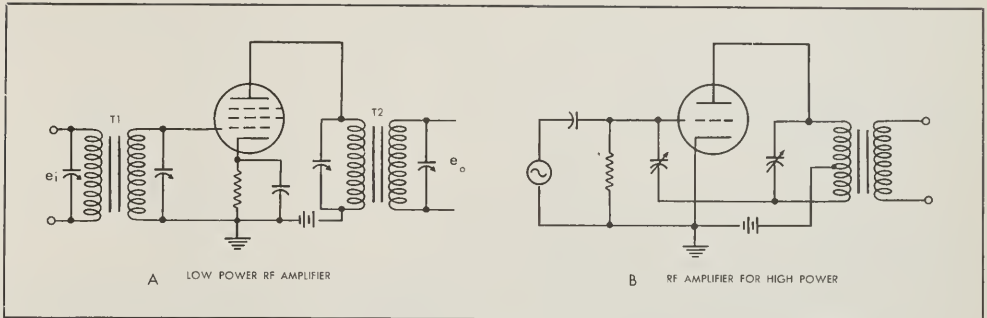 T1
T2
ei
eo
A LOW POWER RF AMPLIFIER
B RF AMPLIFIER FOR HIGH POWER